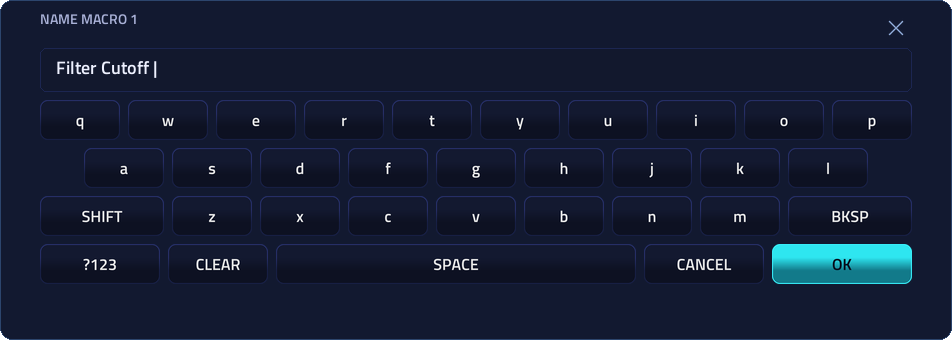 NAME MACRO 1
Filter Cutoff |
q w e r t y u i o p
a s d f g h j k l
SHIFT z x c v b n m BKSP
?123 CLEAR SPACE CANCEL OK